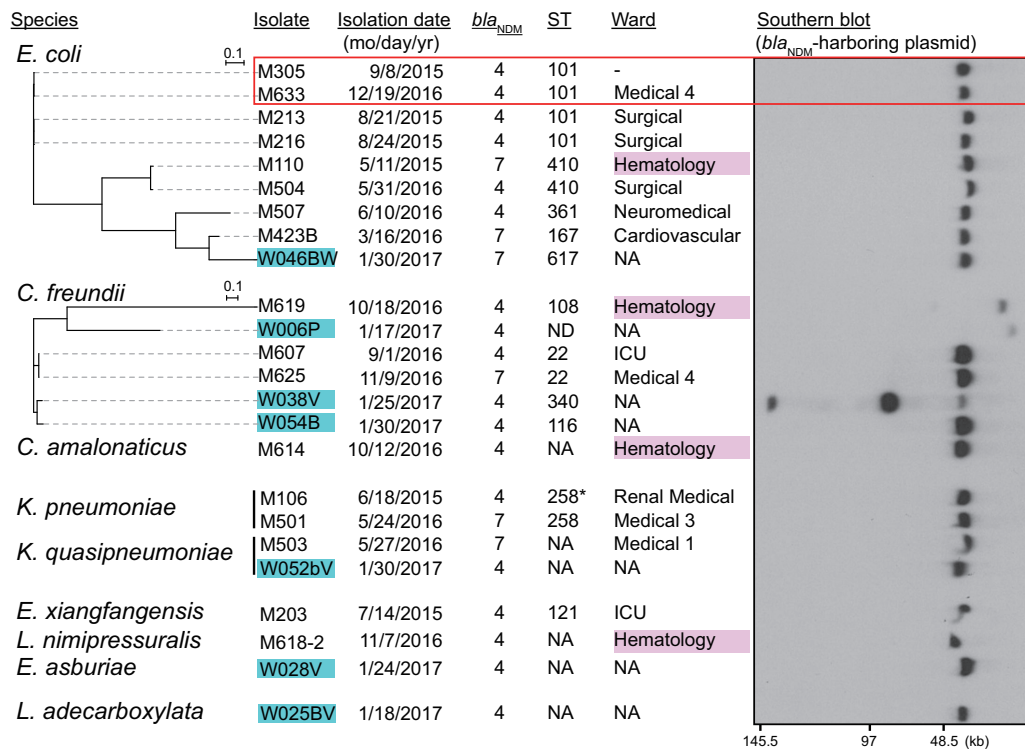 Species Isolate Isolation date bla_NDM ST Ward Southern blot
(mo/day/yr) (bla_NDM-harboring plasmid)
E. coli 0.1
M305 9/8/2015 4 101 -
M633 12/19/2016 4 101 Medical 4
M213 8/21/2015 4 101 Surgical
M216 8/24/2015 4 101 Surgical
M110 5/11/2015 7 410 Hematology
M504 5/31/2016 4 410 Surgical
M507 6/10/2016 4 361 Neuromedical
M423B 3/16/2016 7 167 Cardiovascular
W046BW 1/30/2017 7 617 NA
C. freundii 0.1
M619 10/18/2016 4 108 Hematology
W006P 1/17/2017 4 ND NA
M607 9/1/2016 4 22 ICU
M625 11/9/2016 7 22 Medical 4
W038V 1/25/2017 4 340 NA
W054B 1/30/2017 4 116 NA
C. amalonaticus M614 10/12/2016 4 NA Hematology
K. pneumoniae
M106 6/18/2015 4 258* Renal Medical
M501 5/24/2016 7 258 Medical 3
K. quasipneumoniae
M503 5/27/2016 7 NA Medical 1
W052bV 1/30/2017 4 NA NA
E. xiangfangensis M203 7/14/2015 4 121 ICU
L. nimipressuralis M618-2 11/7/2016 4 NA Hematology
E. asburiae W028V 1/24/2017 4 NA NA
L. adecarboxylata W025BV 1/18/2017 4 NA NA
145.5 97 48.5 (kb)